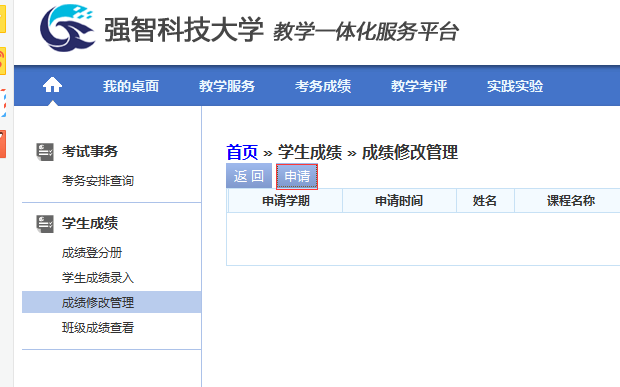 强智科技大学 教学一体化服务平台
我的桌面 教学服务 考务成绩 教学考评 实践实验
考试事务
考务安排查询
学生成绩
成绩登分册
学生成绩录入
成绩修改管理
班级成绩查看
首页 » 学生成绩 » 成绩修改管理
返 回 申请
申请学期 申请时间 姓名 课程名称